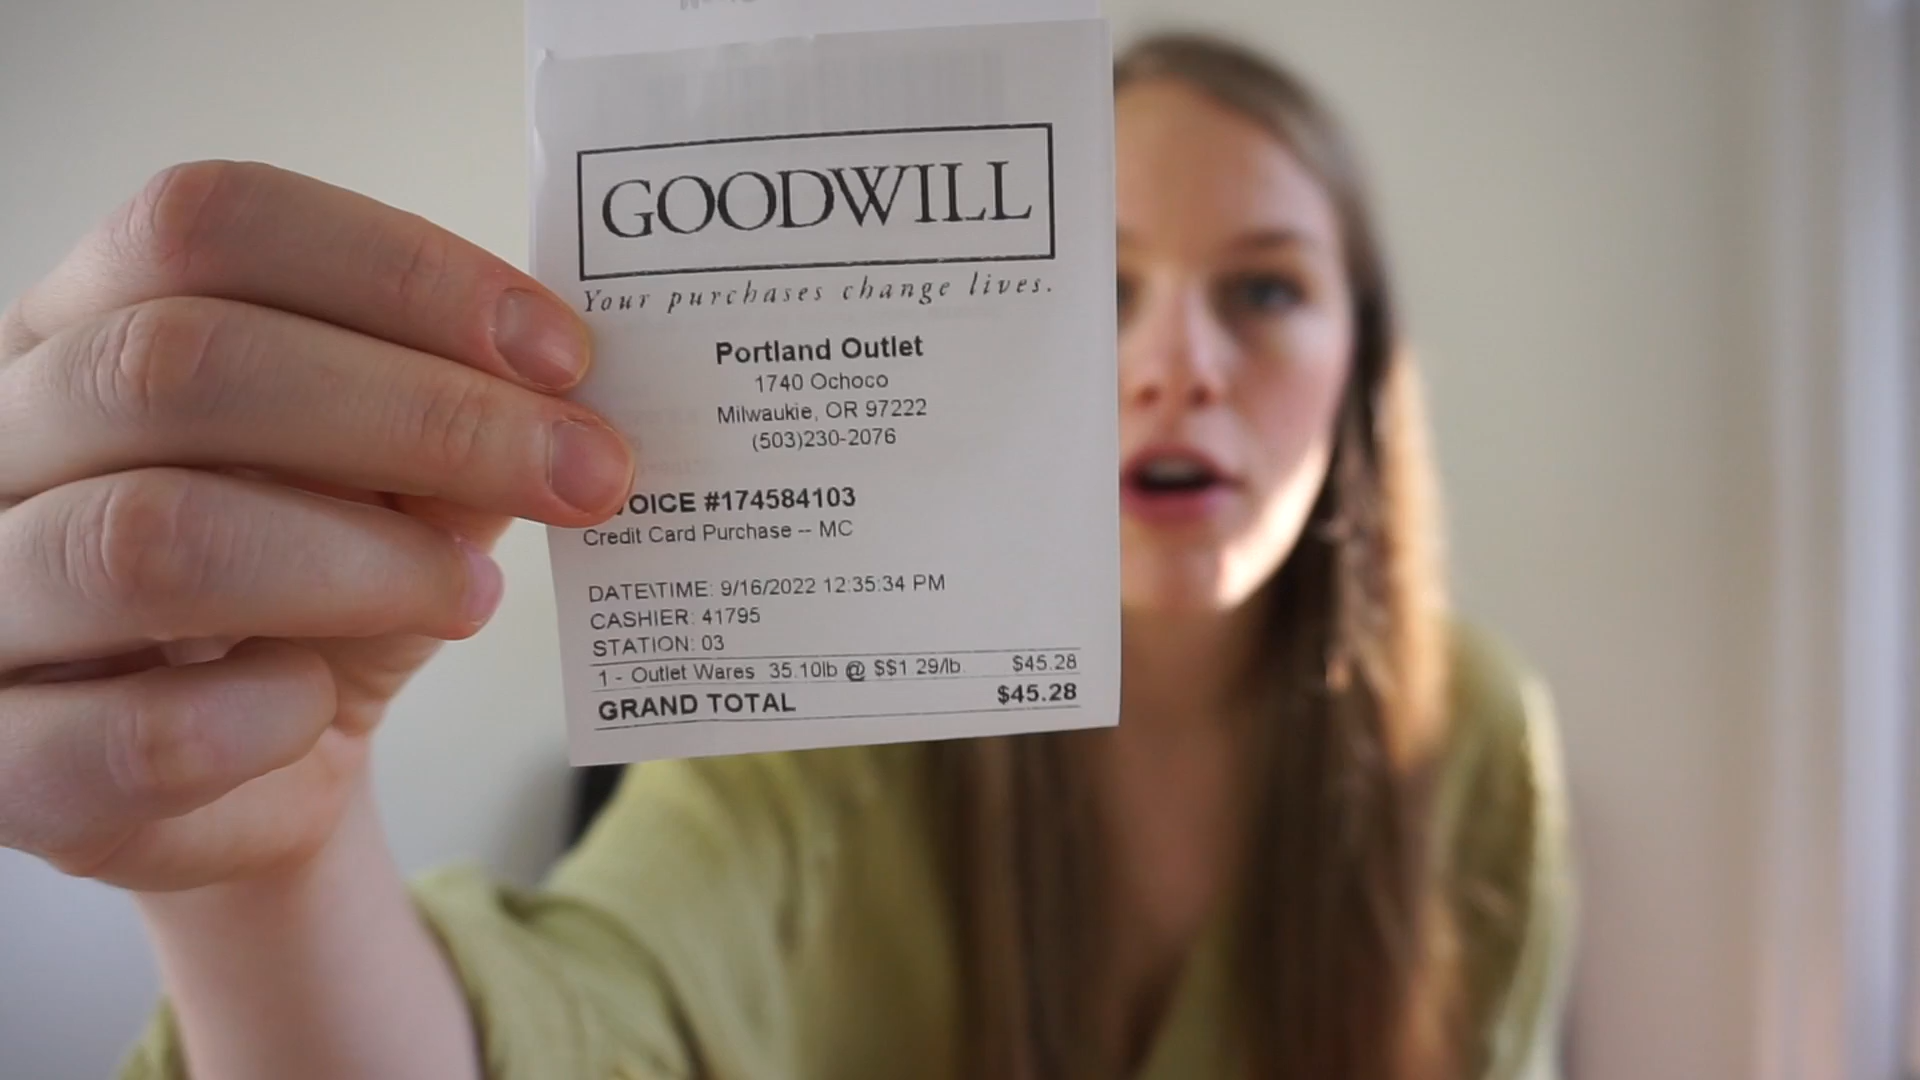 GOODWILL
Your purchases change lives.
Portland Outlet
1740 Ochoco
Milwaukie, OR 97222
(503)230-2076
VOICE #174584103
Credit Card Purchase -- MC
DATE\TIME: 9/16/2022 12:35:34 PM
CASHIER: 41795
STATION: 03
1 - Outlet Wares 35.10lb @ $$1.29/lb $45.28
GRAND TOTAL $45.28